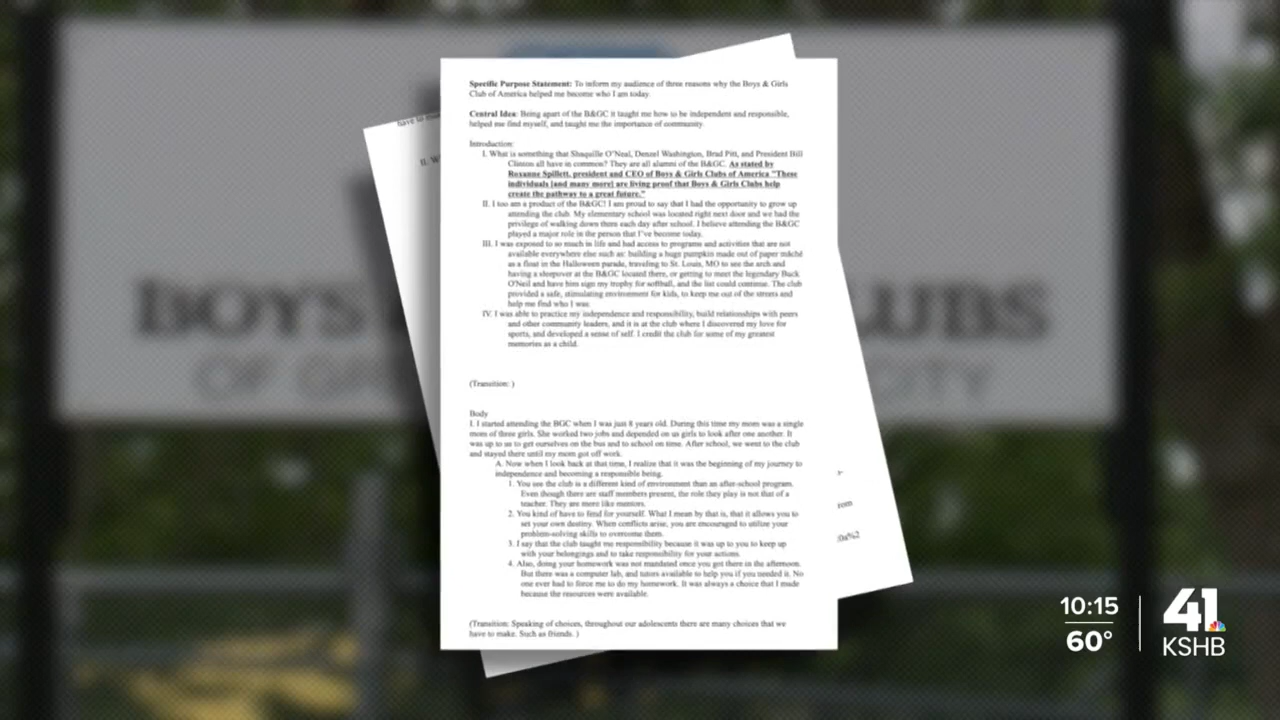 Specific Purpose Statement: To inform my audience of three reasons why the Boys & Girls
Club of America helped me become who I am today.
Central Idea: Being apart of the B&GC it taught me how to be independent and responsible,
helped me find myself, and taught me the importance of community.
Introduction:
I. What is something that Shaquille O'Neal, Denzel Washington, Brad Pitt, and President Bill
Clinton all have in common? They are all alumni of the B&GC. As stated by
Roxanne Spillett, president and CEO of Boys & Girls Clubs of America "These
individuals [and many more] are living proof that Boys & Girls Clubs help
create the pathway to a great future."
II. I too am a product of the B&GC! I am proud to say that I had the opportunity to grow up
attending the club. My elementary school was located right next door and we had the
privilege of walking down there each day after school. I believe attending the B&GC
played a major role in the person that I've become today.
III. I was exposed to so much in life and had access to programs and activities that are not
available everywhere else such as: building a huge pumpkin made out of paper mâché
as a float in the Halloween parade, traveling to St. Louis, MO to see the arch and
having a sleepover at the B&GC located there, or getting to meet the legendary Buck
O'Neil and have him sign my trophy for softball, and the list could continue. The club
provided a safe, stimulating environment for kids, to keep me out of the streets and
help me find who I was.
IV. I was able to practice my independence and responsibility, build relationships with peers
and other community leaders, and it is at the club where I discovered my love for
sports, and developed a sense of self. I credit the club for some of my greatest
memories as a child.
(Transition: )
Body
I. I started attending the BGC when I was just 8 years old. During this time my mom was a single
mom of three girls. She worked two jobs and depended on us girls to look after one another. It
was up to us to get ourselves on the bus and to school on time. After school, we went to the club
and stayed there until my mom got off work.
A. Now when I look back at that time, I realize that it was the beginning of my journey to
independence and becoming a responsible being.
1. You see the club is a different kind of environment than an after-school program.
Even though there are staff members present, the role they play is not that of a
teacher. They are more like mentors.
2. You kind of have to fend for yourself. What I mean by that is, that it allows you to
set your own destiny. When conflicts arise, you are encouraged to utilize your
problem-solving skills to overcome them.
3. I say that the club taught me responsibility because it was up to you to keep up
with your belongings and to take responsibility for your actions.
4. Also, doing your homework was not mandated once you got there in the afternoon.
But there was a computer lab, and tutors available to help you if you needed it. No
one ever had to force me to do my homework. It was always a choice that I made
because the resources were available.
(Transition: Speaking of choices, throughout our adolescents there are many choices that we
have to make. Such as friends. )
have to
II.
BOYS
OF
CITY
10:15
60°
41
KSHB